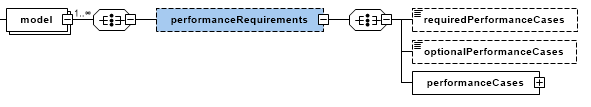 model
1..∞
performanceRequirements
requiredPerformanceCases
optionalPerformanceCases
performanceCases